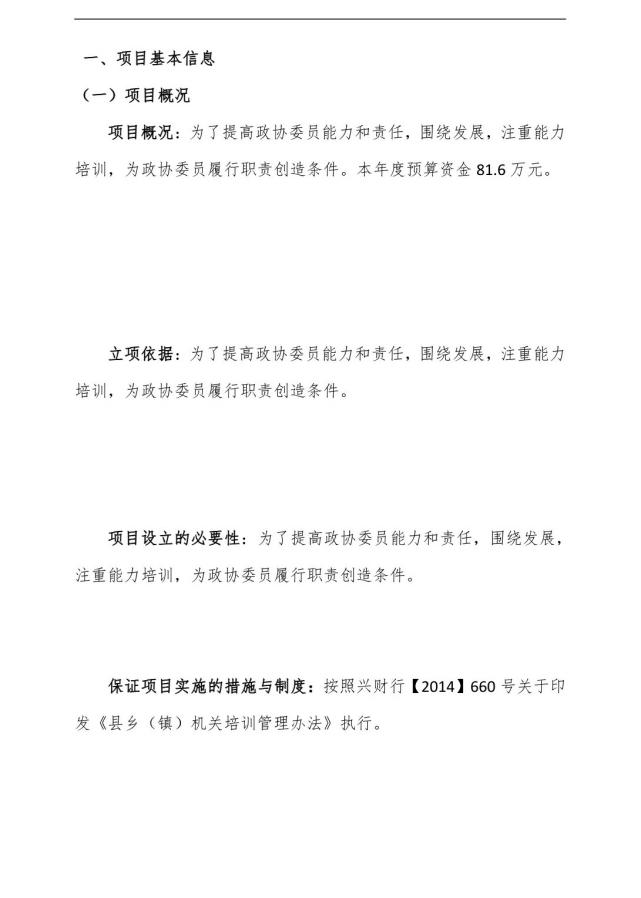 一、项目基本信息
（一）项目概况
项目概况：为了提高政协委员能力和责任，围绕发展，注重能力
培训，为政协委员履行职责创造条件。本年度预算资金 81.6 万元。
立项依据：为了提高政协委员能力和责任，围绕发展，注重能力
培训，为政协委员履行职责创造条件。
项目设立的必要性：为了提高政协委员能力和责任，围绕发展，
注重能力培训，为政协委员履行职责创造条件。
保证项目实施的措施与制度：按照兴财行【2014】660 号关于印
发《县乡（镇）机关培训管理办法》执行。